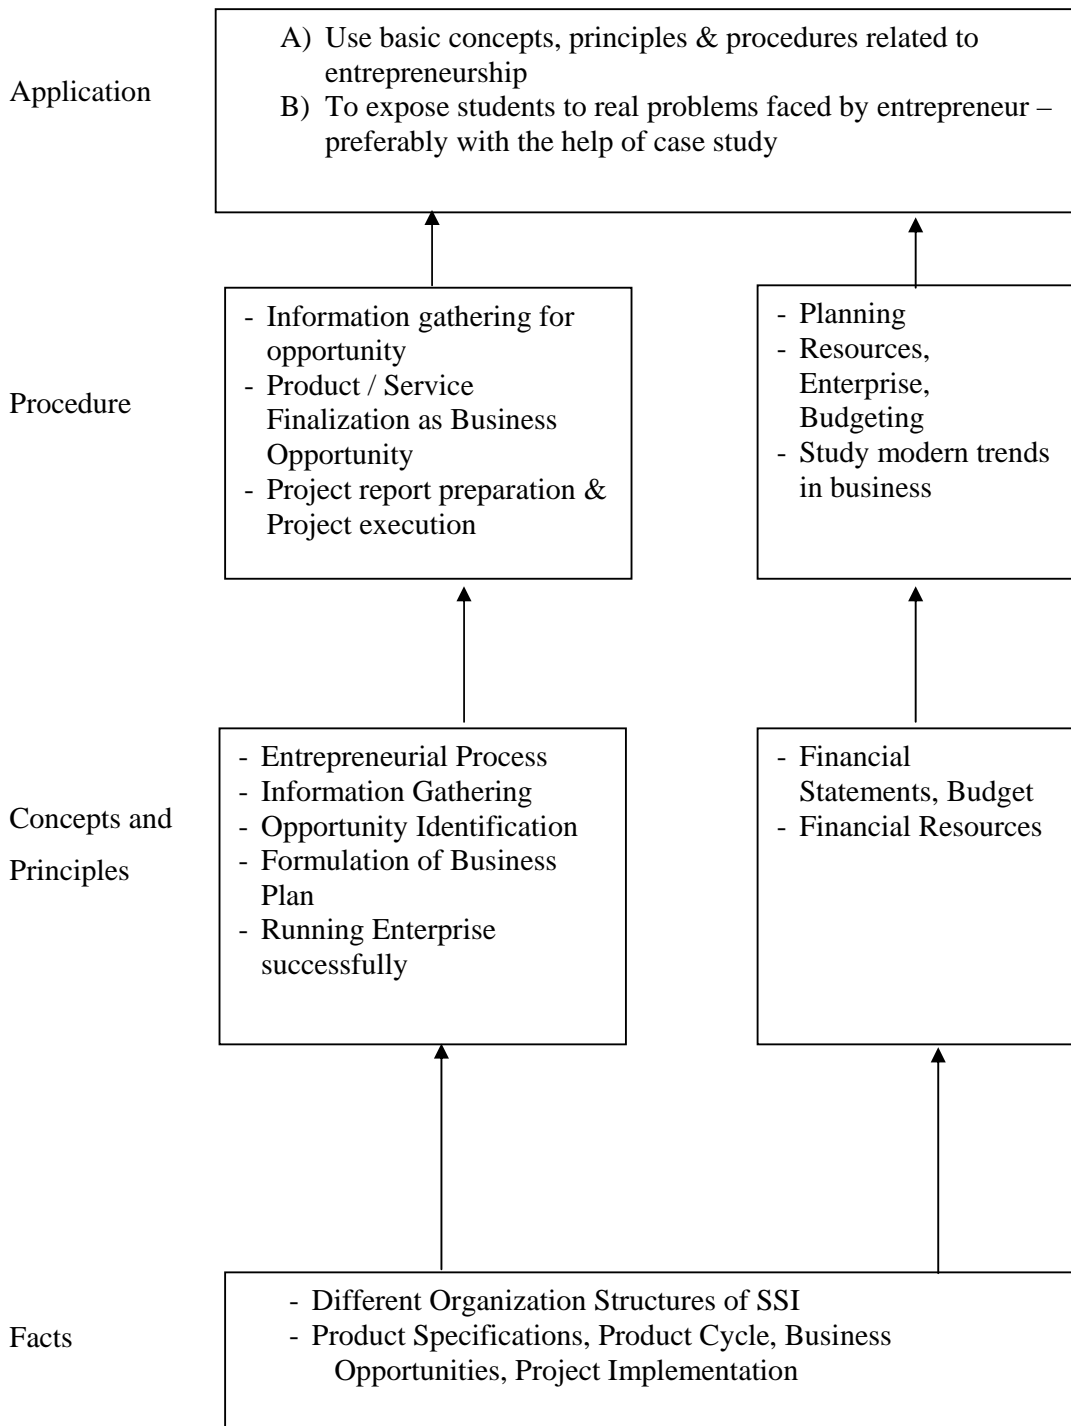 Application
A) Use basic concepts, principles & procedures related to
entrepreneurship
B) To expose students to real problems faced by entrepreneur –
preferably with the help of case study
Procedure
- Information gathering for
opportunity
- Product / Service
Finalization as Business
Opportunity
- Project report preparation &
Project execution
- Planning
- Resources,
Enterprise,
Budgeting
- Study modern trends
in business
Concepts and
Principles
- Entrepreneurial Process
- Information Gathering
- Opportunity Identification
- Formulation of Business
Plan
- Running Enterprise
successfully
- Financial
Statements, Budget
- Financial Resources
Facts
- Different Organization Structures of SSI
- Product Specifications, Product Cycle, Business
Opportunities, Project Implementation